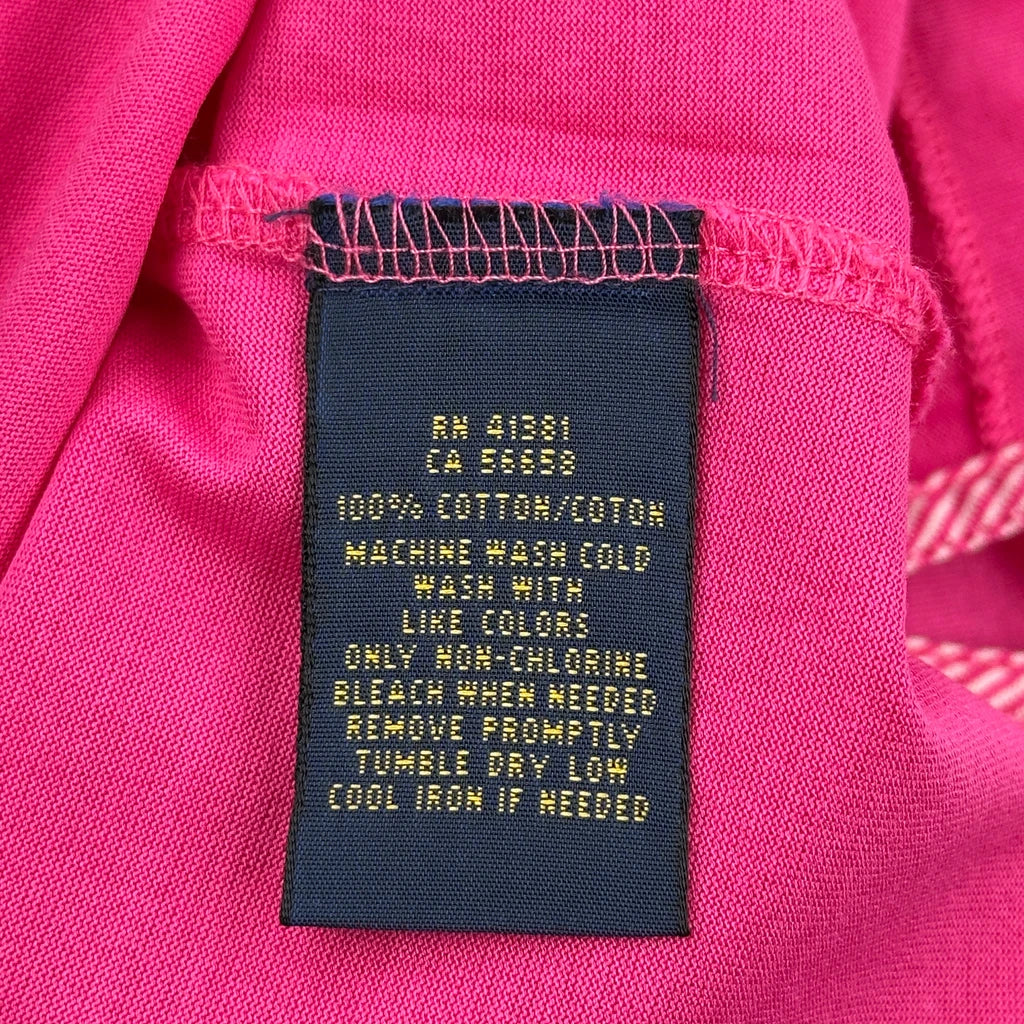 RN 41381
CA 56658
100% COTTON/COTON
MACHINE WASH COLD
WASH WITH
LIKE COLORS
ONLY NON-CHLORINE
BLEACH WHEN NEEDED
REMOVE PROMPTLY
TUMBLE DRY LOW
COOL IRON IF NEEDED